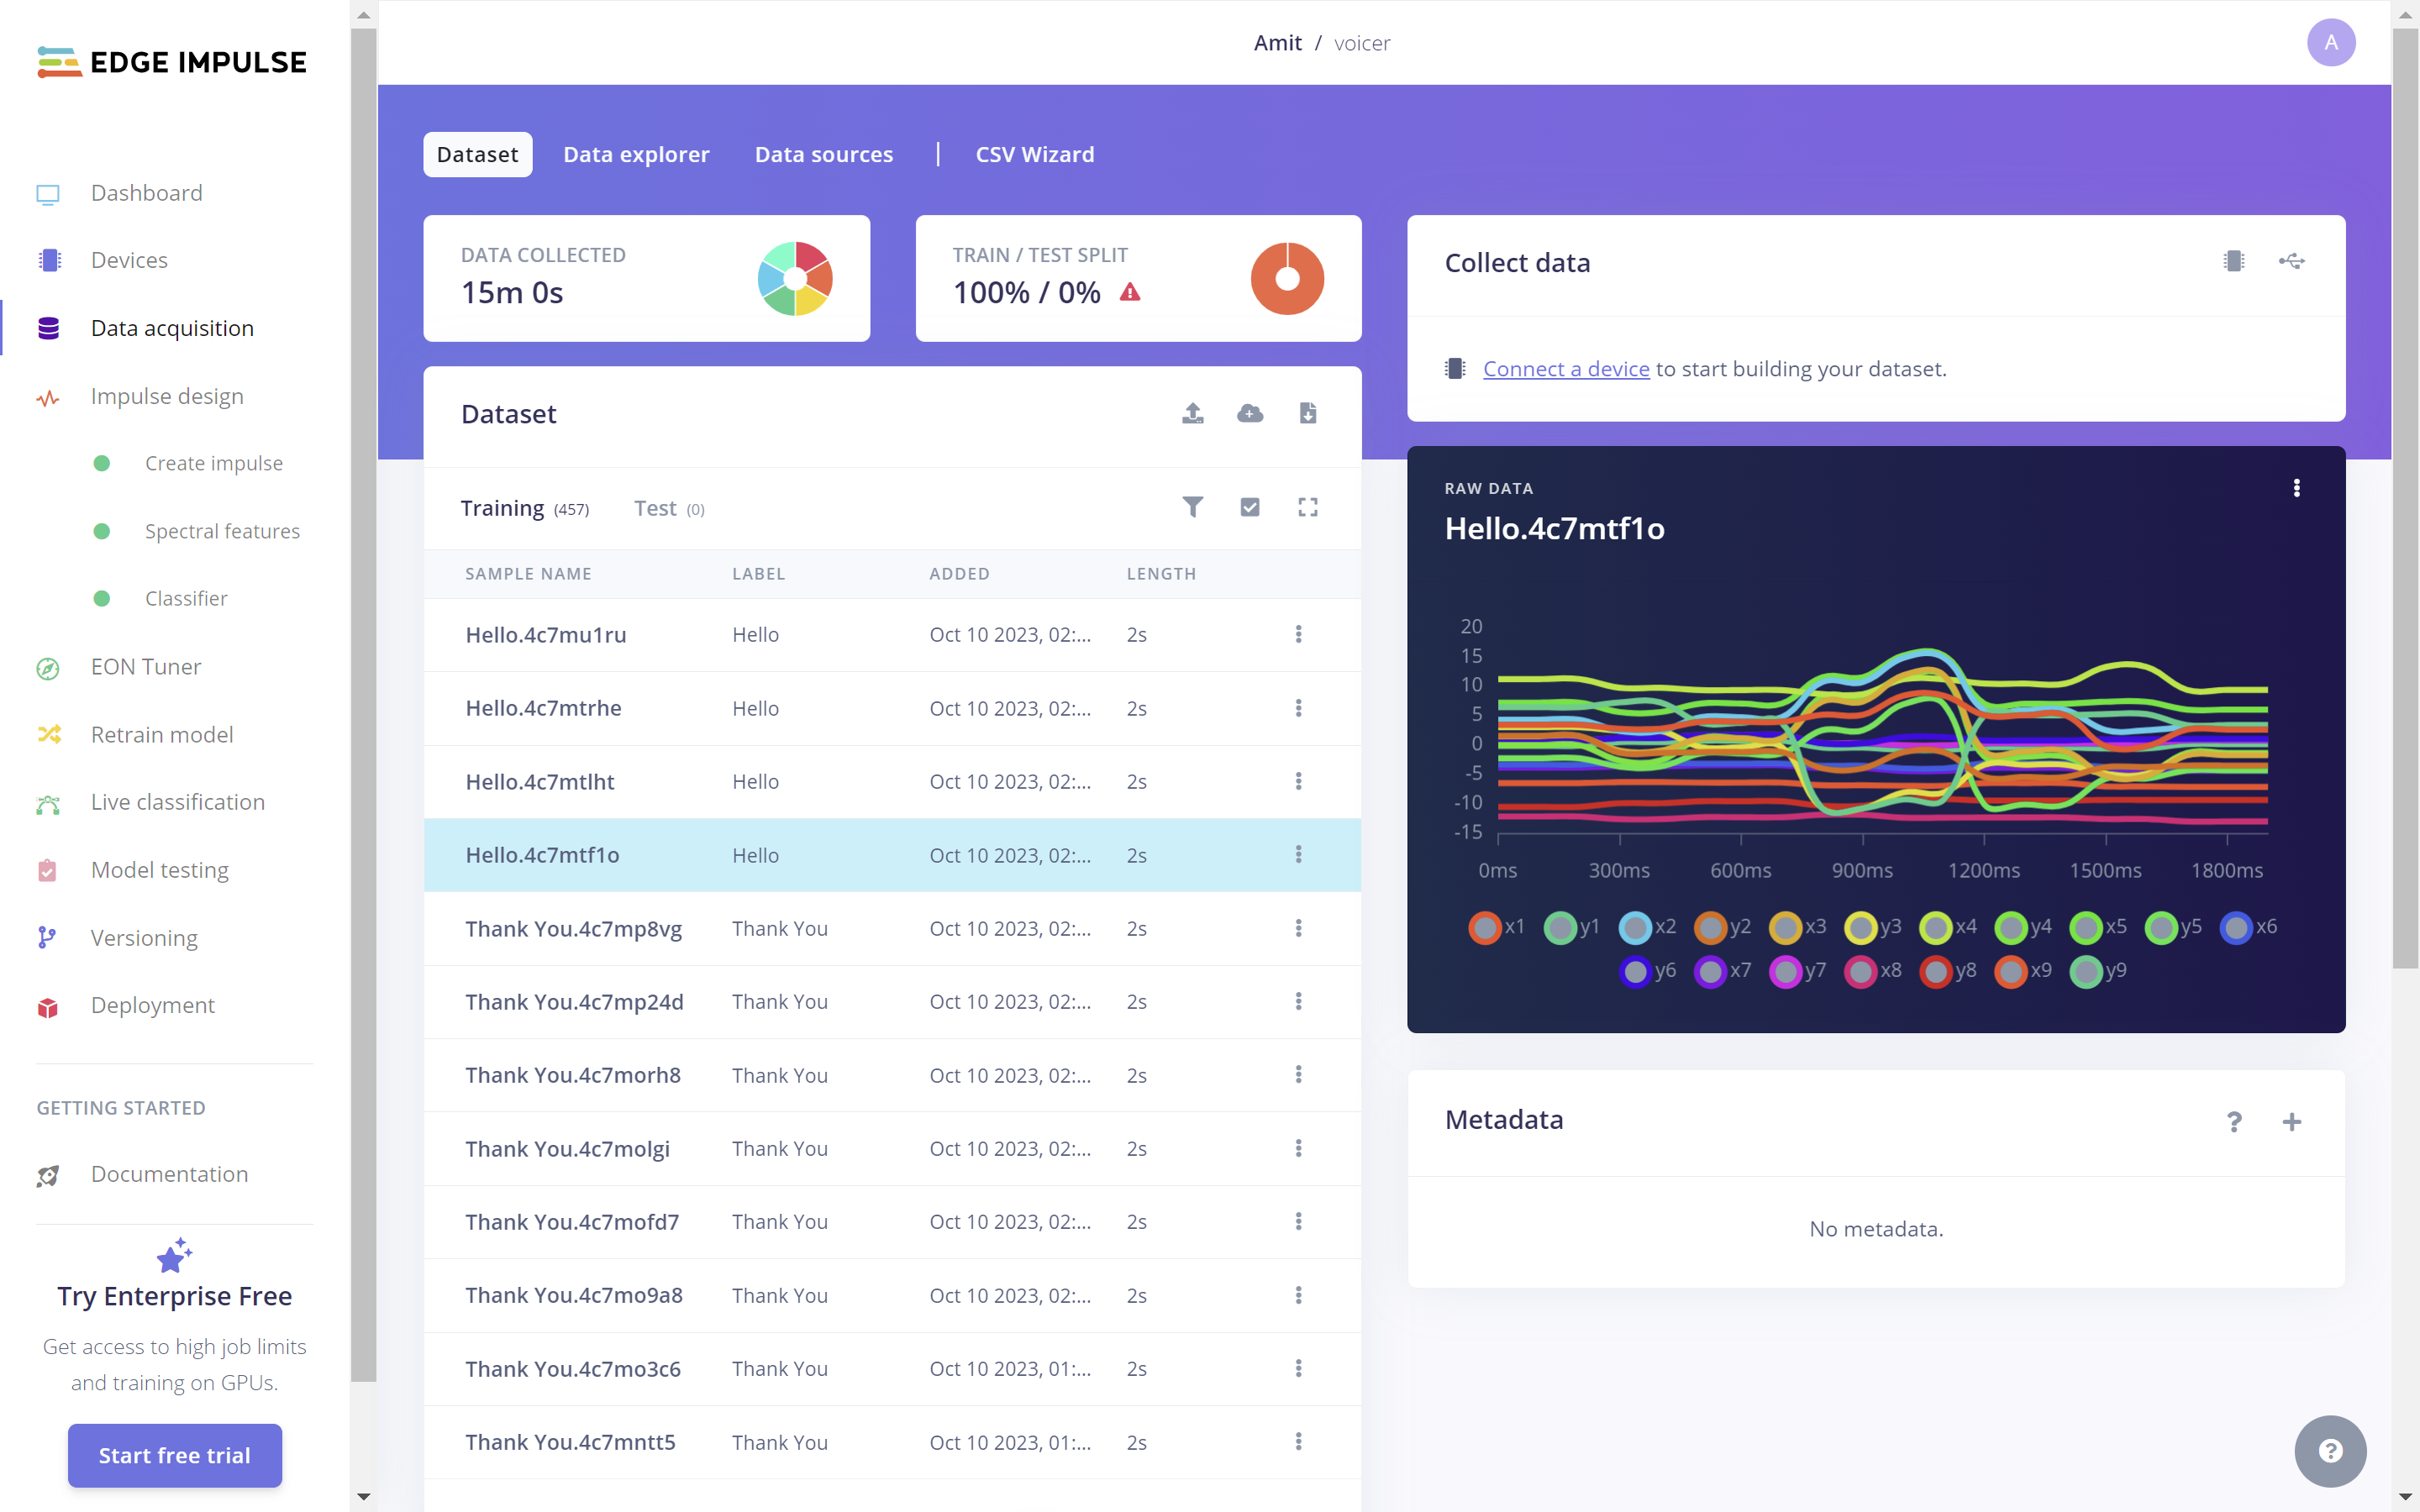 EDGE IMPULSE
Dashboard
Devices
Data acquisition
Impulse design
Create impulse
Spectral features
Classifier
EON Tuner
Retrain model
Live classification
Model testing
Versioning
Deployment
GETTING STARTED
Documentation
Try Enterprise Free
Get access to high job limits
and training on GPUs.
Start free trial
Amit / voicer
A
Dataset Data explorer Data sources | CSV Wizard
DATA COLLECTED
15m 0s
TRAIN / TEST SPLIT
100% / 0%
Dataset
Training (457) Test (0)
SAMPLE NAME LABEL ADDED LENGTH
Hello.4c7mu1ru Hello Oct 10 2023, 02:... 2s
Hello.4c7mtrhe Hello Oct 10 2023, 02:... 2s
Hello.4c7mtlht Hello Oct 10 2023, 02:... 2s
Hello.4c7mtf1o Hello Oct 10 2023, 02:... 2s
Thank You.4c7mp8vg Thank You Oct 10 2023, 02:... 2s
Thank You.4c7mp24d Thank You Oct 10 2023, 02:... 2s
Thank You.4c7morh8 Thank You Oct 10 2023, 02:... 2s
Thank You.4c7molgi Thank You Oct 10 2023, 02:... 2s
Thank You.4c7mofd7 Thank You Oct 10 2023, 02:... 2s
Thank You.4c7mo9a8 Thank You Oct 10 2023, 02:... 2s
Thank You.4c7mo3c6 Thank You Oct 10 2023, 01:... 2s
Thank You.4c7mntt5 Thank You Oct 10 2023, 01:... 2s
Collect data
Connect a device to start building your dataset.
RAW DATA
Hello.4c7mtf1o
20
15
10
5
0
-5
-10
-15
0ms 300ms 600ms 900ms 1200ms 1500ms 1800ms
x1 y1 x2 y2 x3 y3 x4 y4 x5 y5 x6
y6 x7 y7 x8 y8 x9 y9
Metadata
? +
No metadata.
?